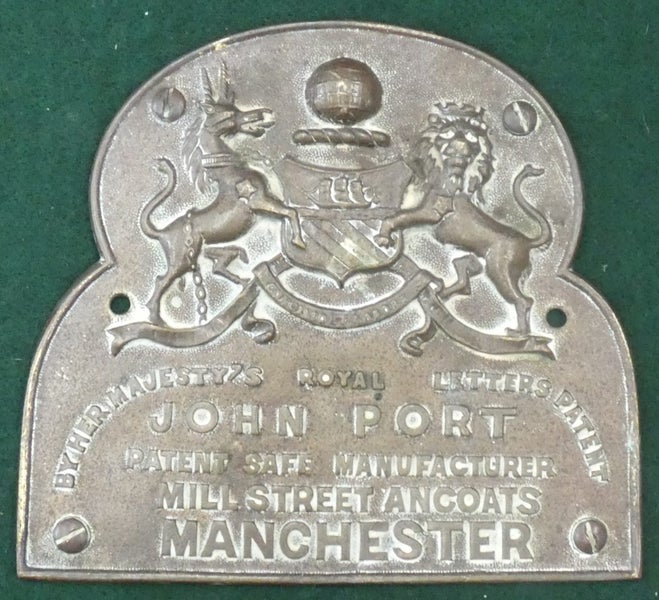 BY HER MAJESTY'S ROYAL LETTERS PATENT
JOHN PORT
PATENT SAFE MANUFACTURER
MILL STREET ANCOATS
MANCHESTER